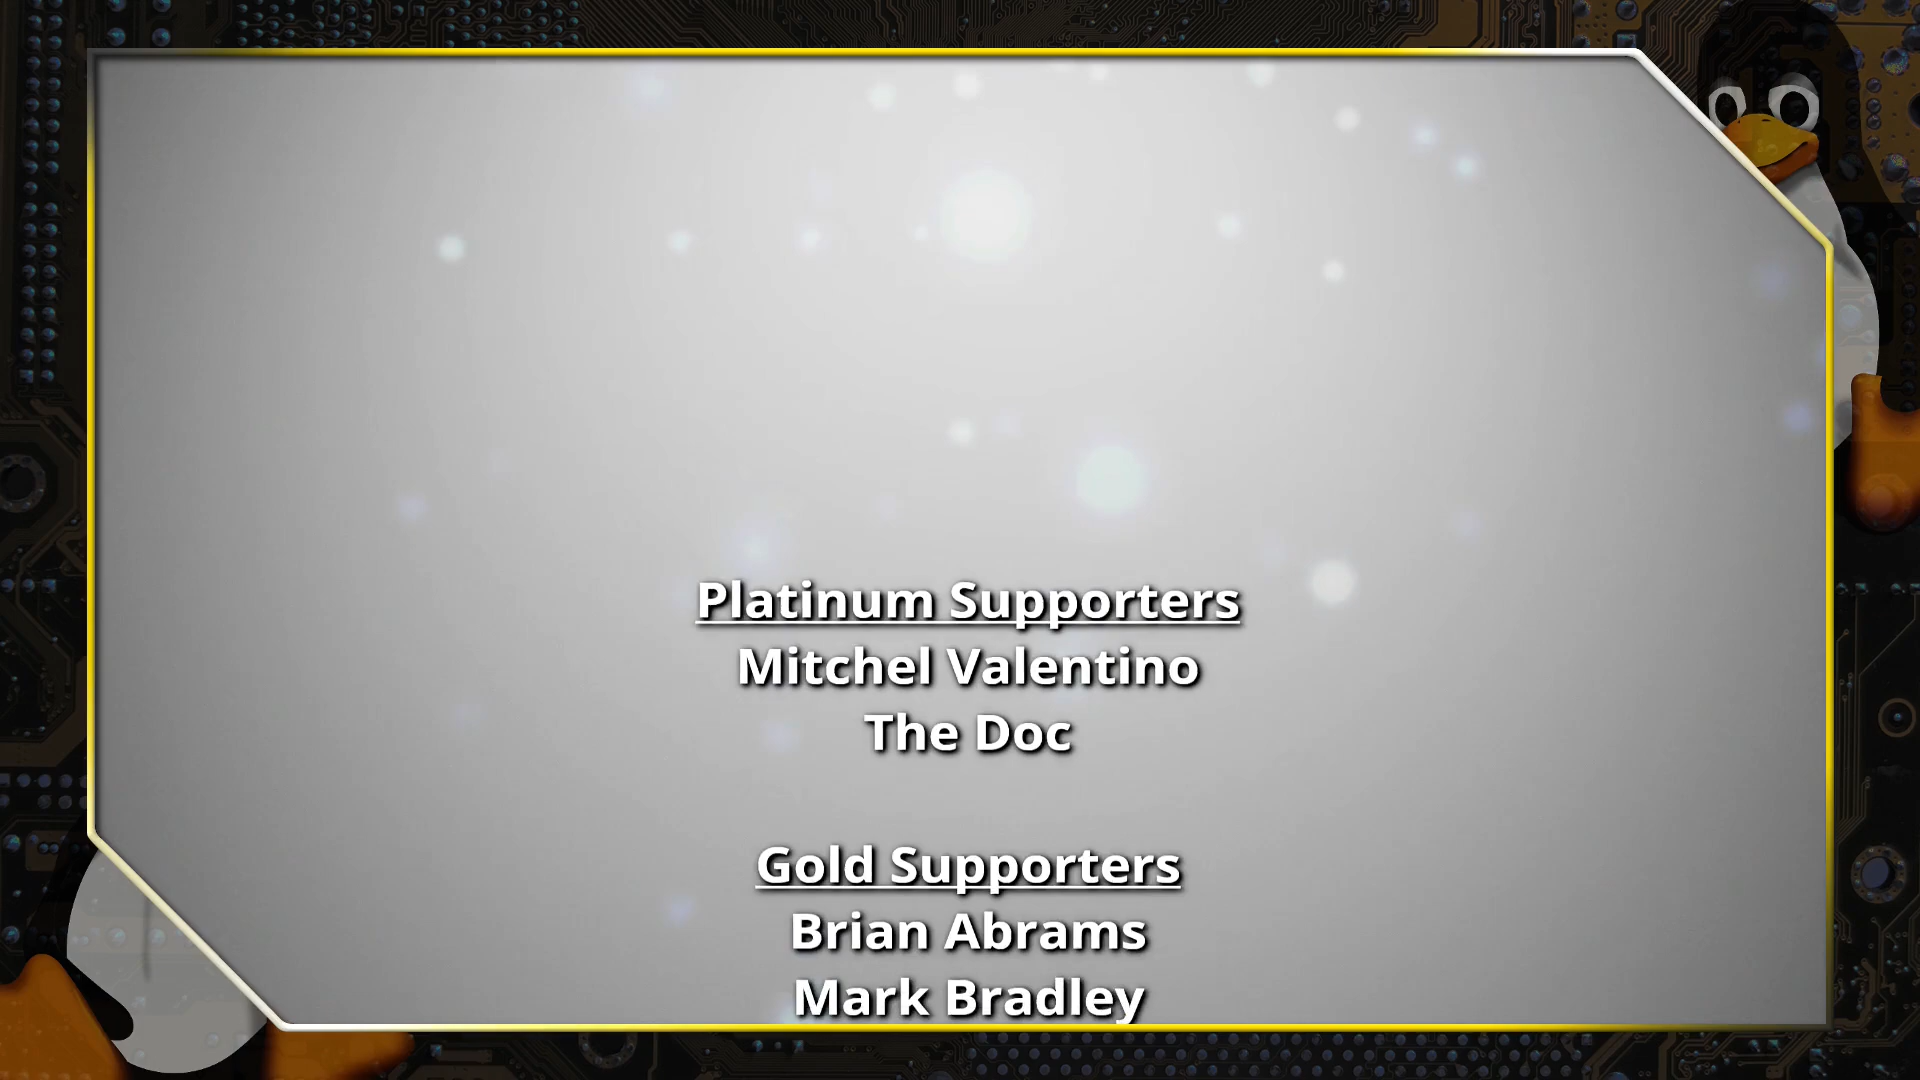 Platinum Supporters
Mitchel Valentino
The Doc
Gold Supporters
Brian Abrams
Mark Bradley